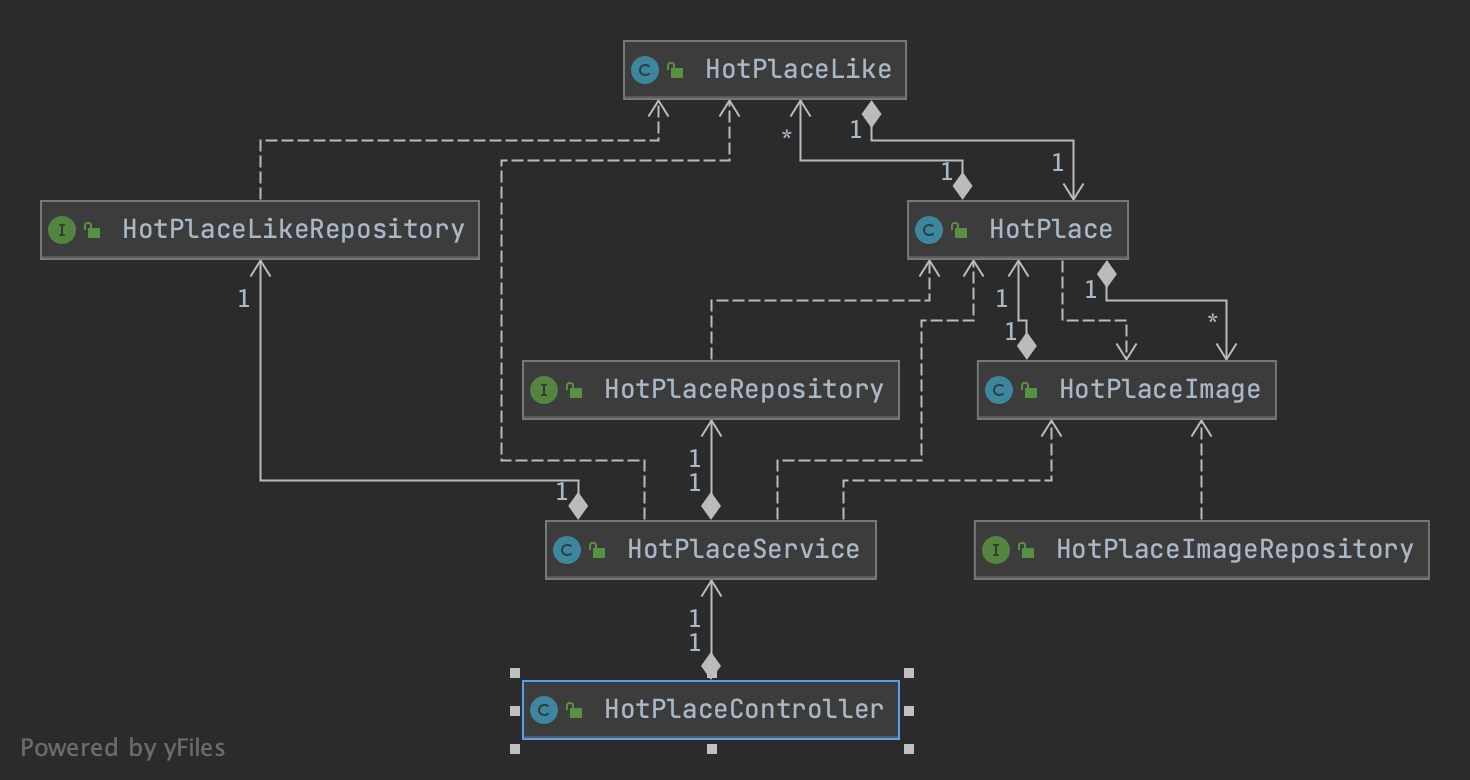 C HotPlaceLike
* 1
1 1
I HotPlaceLikeRepository
C HotPlace
1 1 1
1 *
I HotPlaceRepository
C HotPlaceImage
1
1 1
C HotPlaceService
I HotPlaceImageRepository
1
1
C HotPlaceController
Powered by yFiles